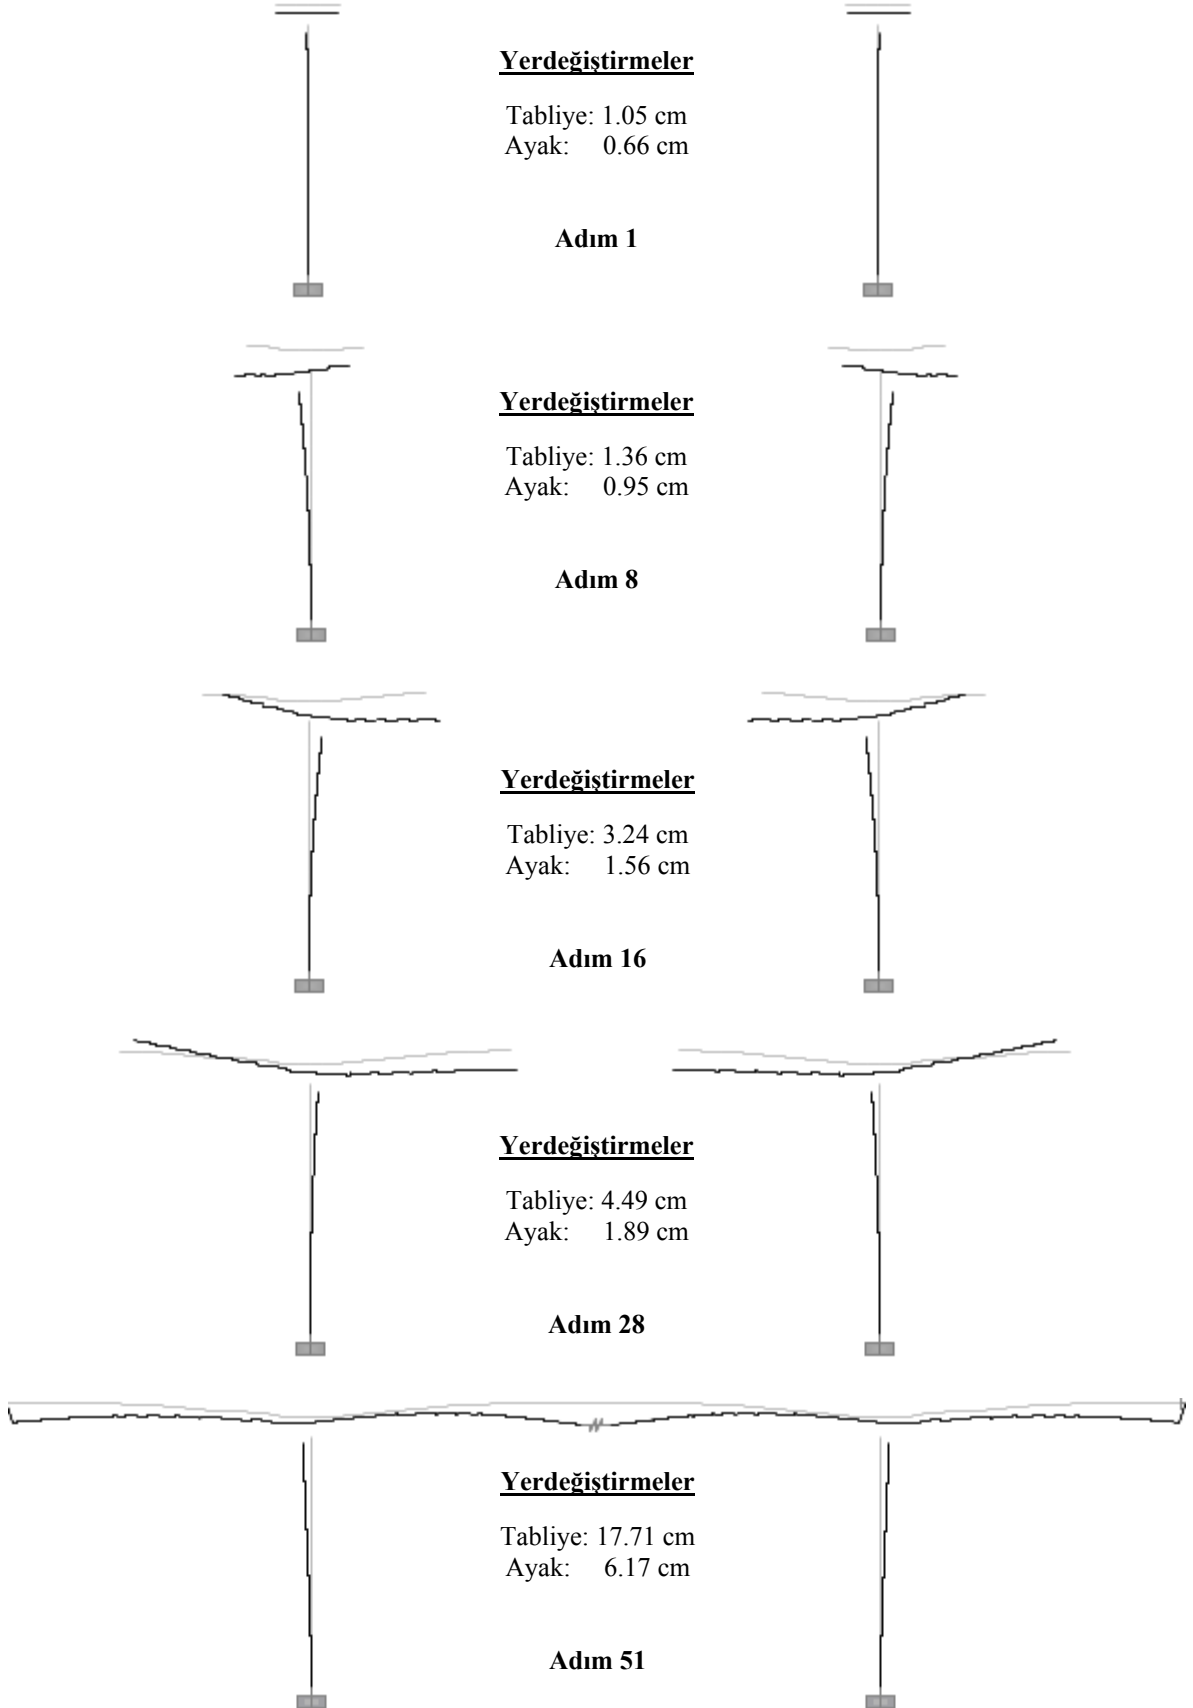 Yerdeğiştirmeler
Tabliye: 1.05 cm
Ayak: 0.66 cm
Adım 1
Yerdeğiştirmeler
Tabliye: 1.36 cm
Ayak: 0.95 cm
Adım 8
Yerdeğiştirmeler
Tabliye: 3.24 cm
Ayak: 1.56 cm
Adım 16
Yerdeğiştirmeler
Tabliye: 4.49 cm
Ayak: 1.89 cm
Adım 28
Yerdeğiştirmeler
Tabliye: 17.71 cm
Ayak: 6.17 cm
Adım 51